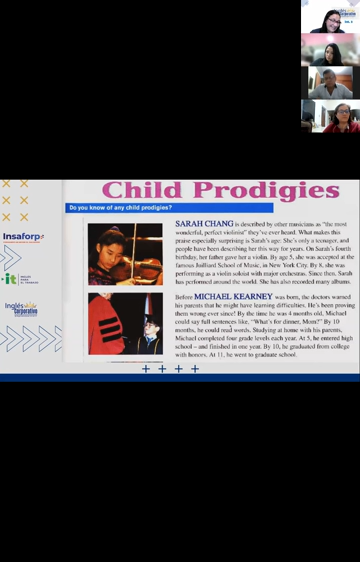 Child Prodigies
Do you know of any child prodigies?
Insaforp
it
Inglés
Corporativo
SARAH CHANG is described by other musicians as "the most
wonderful, perfect violinist" they've ever heard. What makes this
praise especially surprising is Sarah's age: She's only a teenager, and
people have been describing her this way for years. On Sarah's fourth
birthday, her father gave her a violin. By age 5, she was accepted at the
famous Juilliard School of Music, in New York City. By 8, she was
performing as a violin soloist with major orchestras. Since then, Sarah
has performed around the world. She has also recorded many albums.
Before MICHAEL KEARNEY was born, the doctors warned
his parents that he might have learning difficulties. He's been proving
them wrong ever since! By the time he was 4 months old, Michael
could say full sentences like, "What's for dinner, Mom?" By 10
months, he could read words. Studying at home with his parents,
Michael completed four grade levels each year. At 5, he entered high
school – and finished in one year. By 10, he graduated from college
with honors. At 11, he went to graduate school.